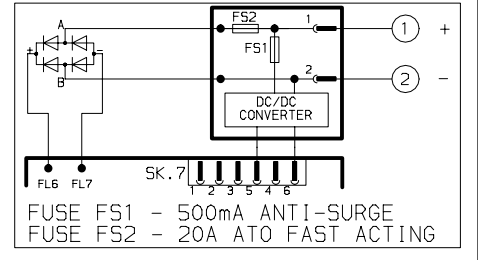 A FS2 1 1 +
FS1
+ -
B 2 2 -
DC/DC
CONVERTER
SK.7
FL6 FL7 1 2 3 5 4 6
FUSE FS1 - 500mA ANTI-SURGE
FUSE FS2 - 20A ATO FAST ACTING